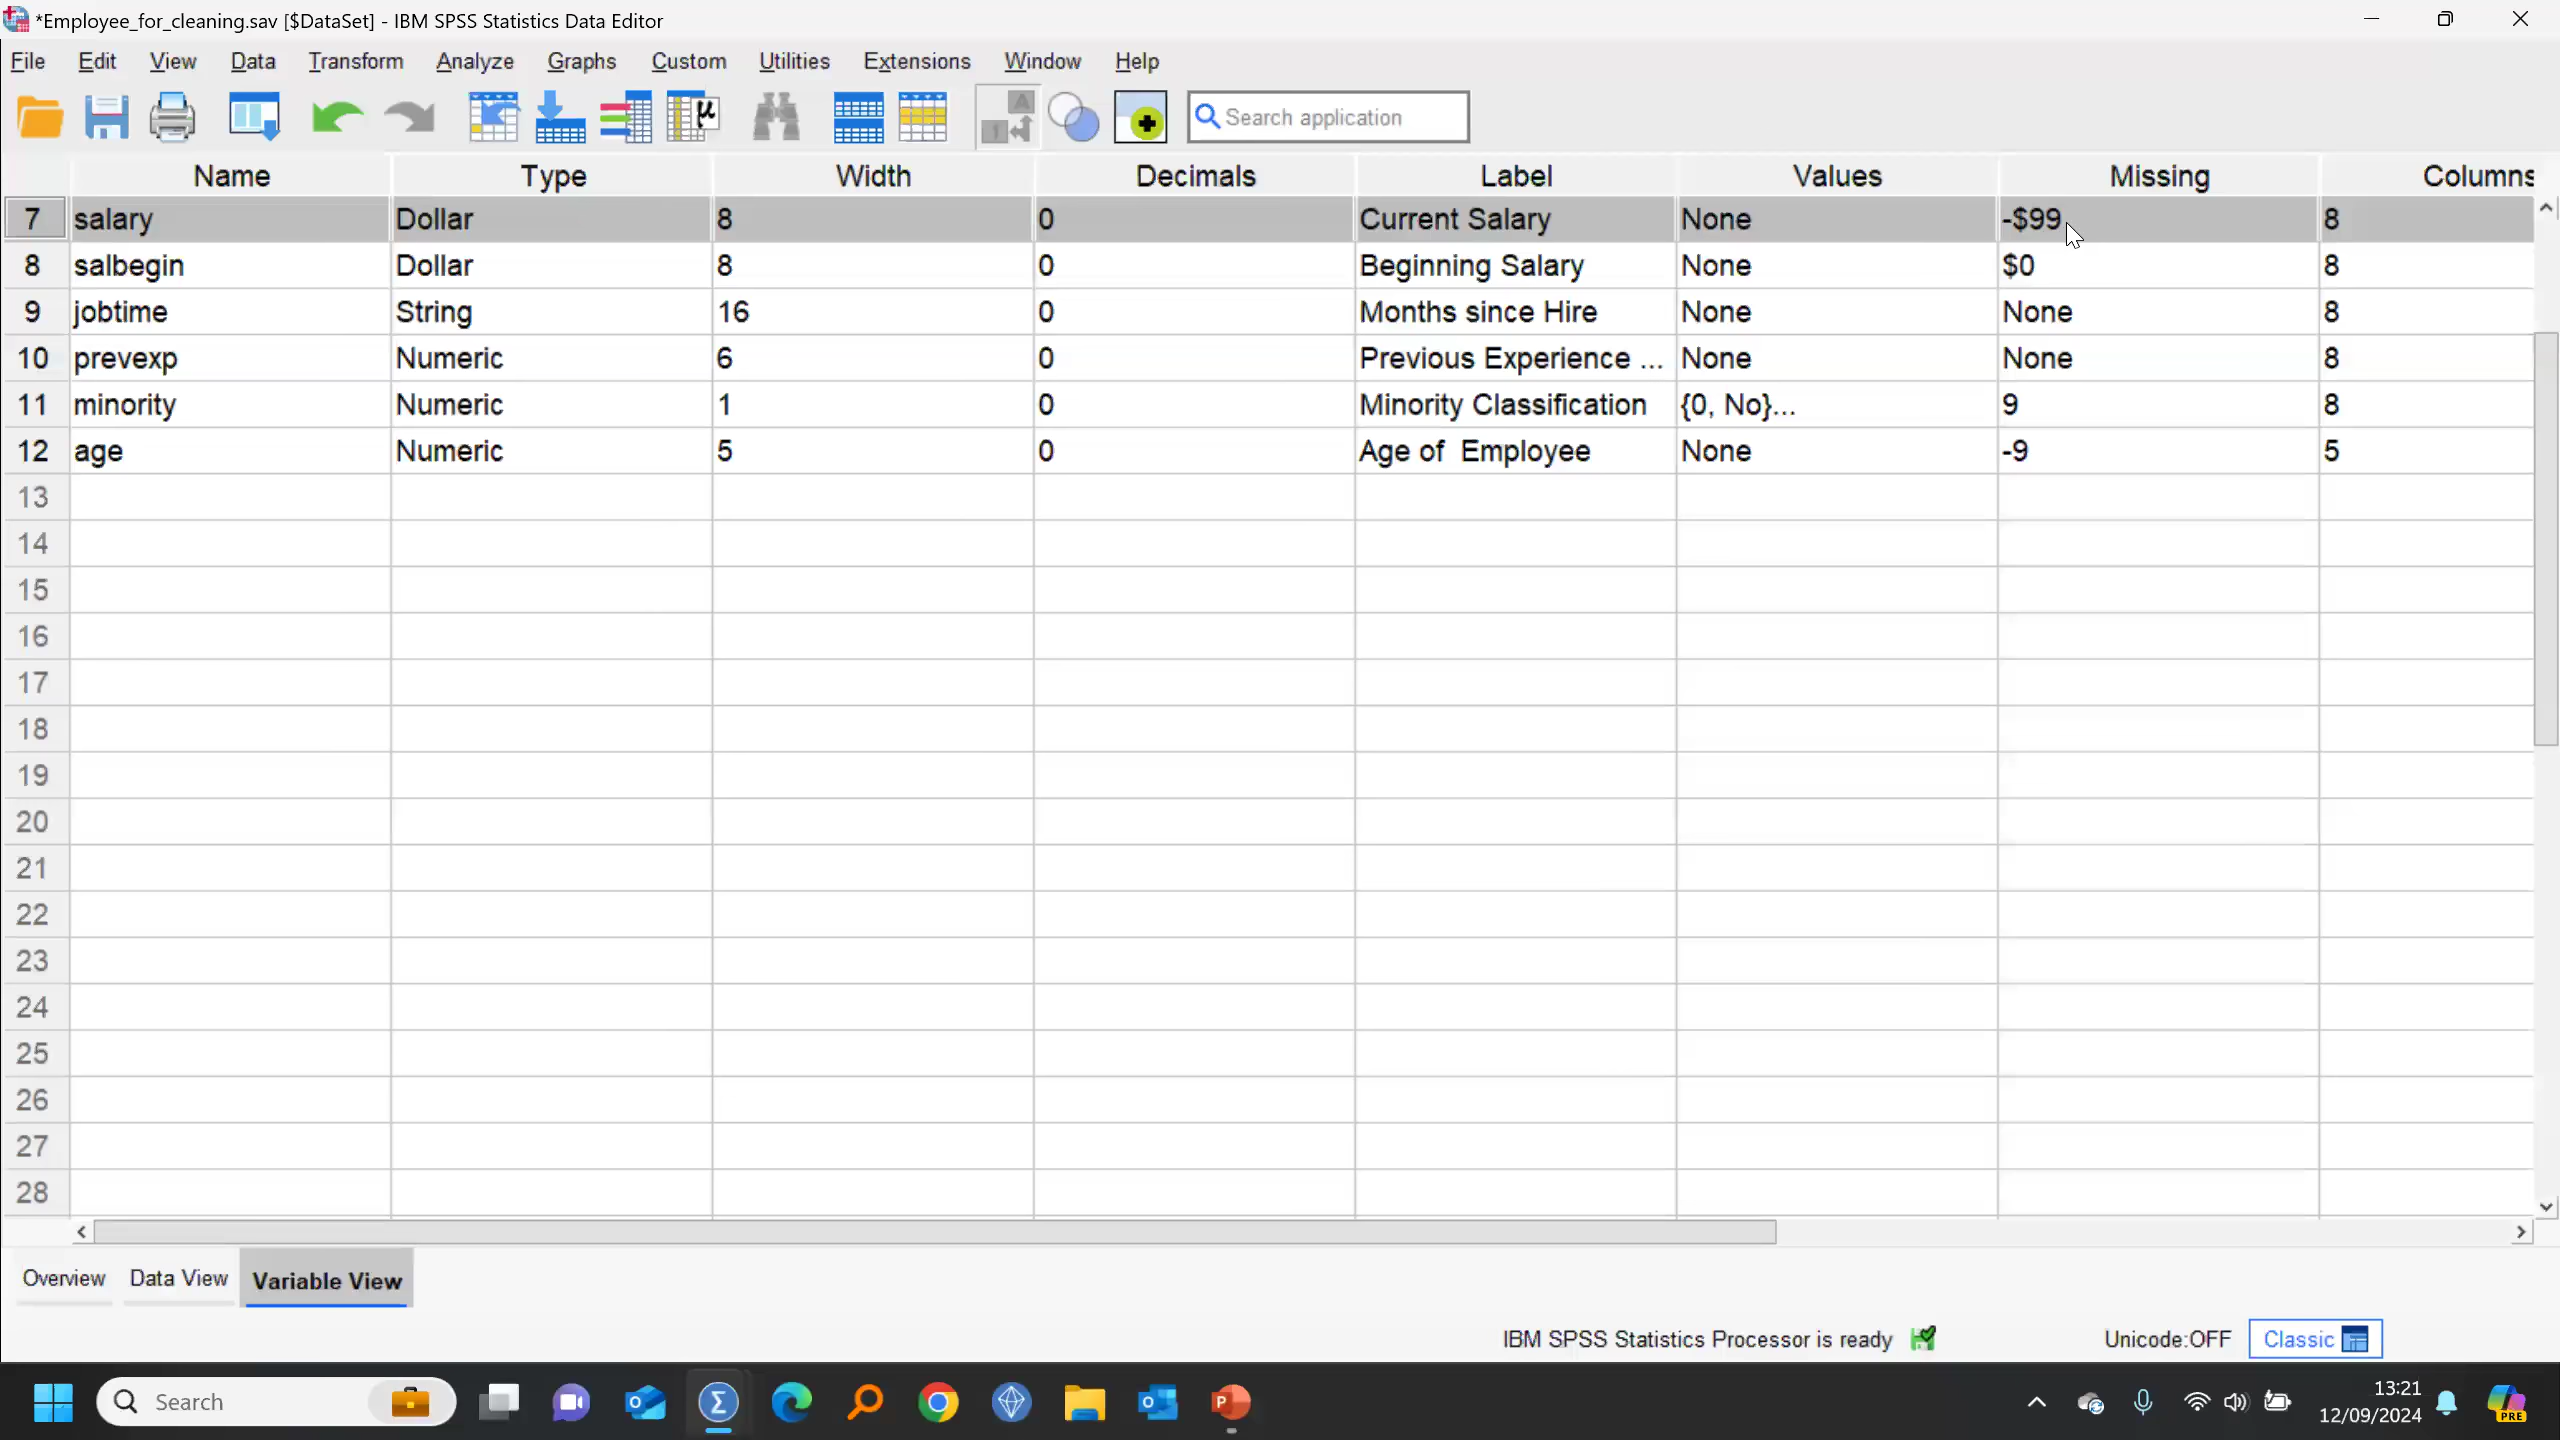 *Employee_for_cleaning.sav [$DataSet] - IBM SPSS Statistics Data Editor
File Edit View Data Transform Analyze Graphs Custom Utilities Extensions Window Help
Search application
Name Type Width Decimals Label Values Missing Columns
7 salary Dollar 8 0 Current Salary None -$99 8
8 salbegin Dollar 8 0 Beginning Salary None $0 8
9 jobtime String 16 0 Months since Hire None None 8
10 prevexp Numeric 6 0 Previous Experience ... None None 8
11 minority Numeric 1 0 Minority Classification {0, No}... 9 8
12 age Numeric 5 0 Age of  Employee None -9 5
13
14
15
16
17
18
19
20
21
22
23
24
25
26
27
28
Overview Data View Variable View
IBM SPSS Statistics Processor is ready Unicode:OFF Classic
Search
13:21
12/09/2024
PRE